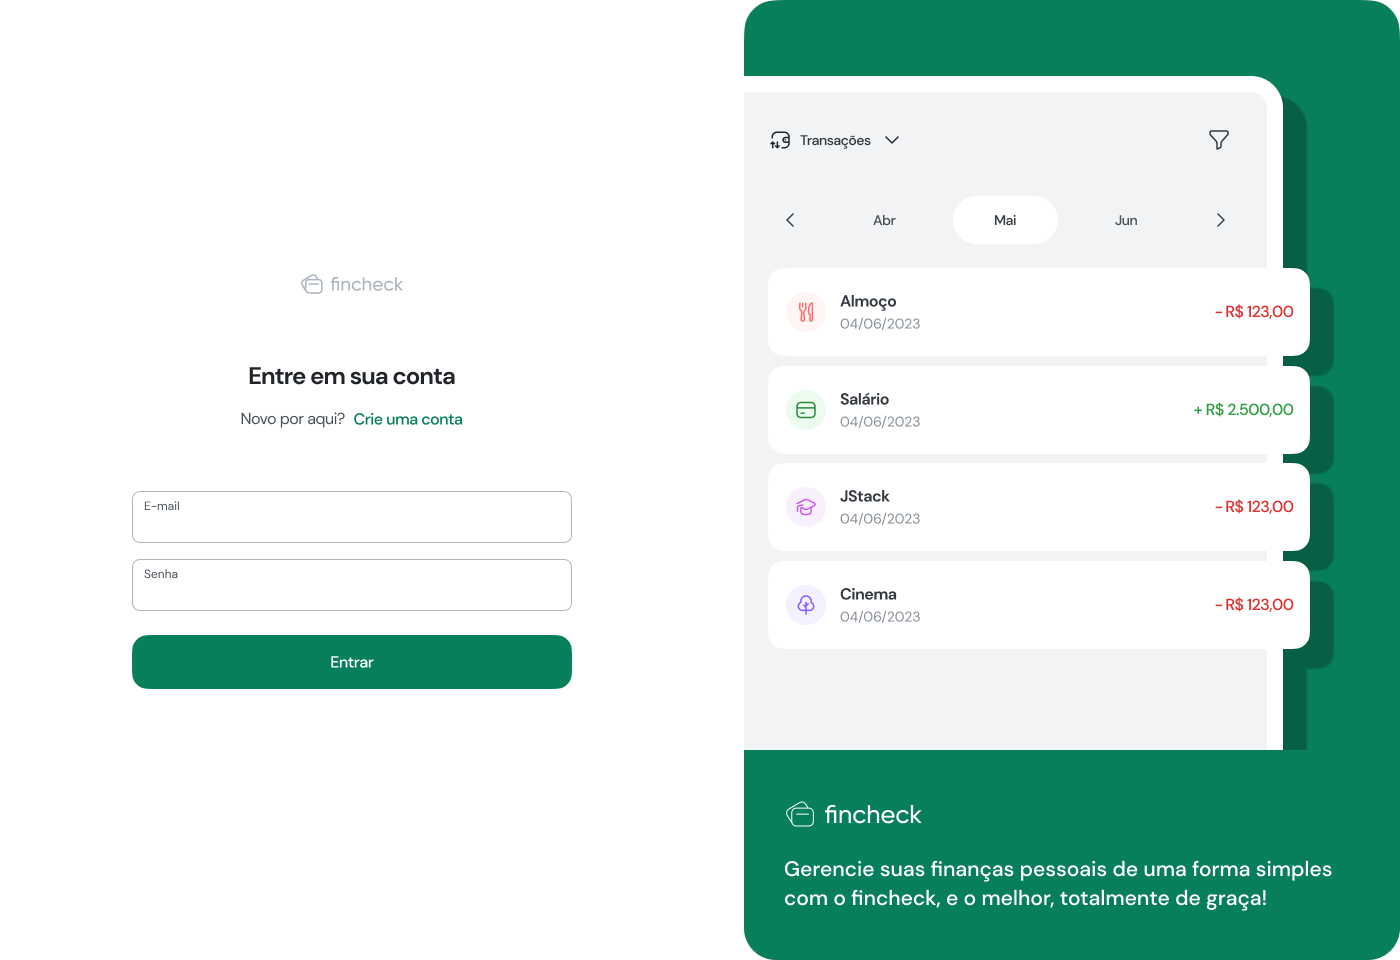 fincheck
Entre em sua conta
Novo por aqui? Crie uma conta
E-mail
Senha
Entrar
Transações
Abr Mai Jun
Almoço
04/06/2023
- R$ 123,00
Salário
04/06/2023
+ R$ 2.500,00
JStack
04/06/2023
- R$ 123,00
Cinema
04/06/2023
- R$ 123,00
fincheck
Gerencie suas finanças pessoais de uma forma simples
com o fincheck, e o melhor, totalmente de graça!